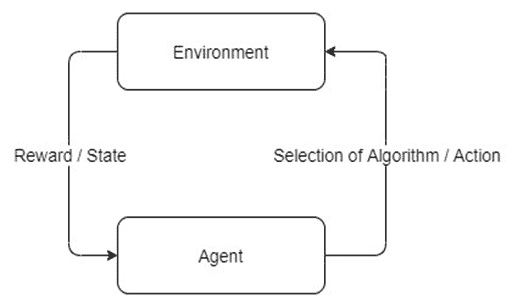 Environment
Reward / State
Selection of Algorithm / Action
Agent